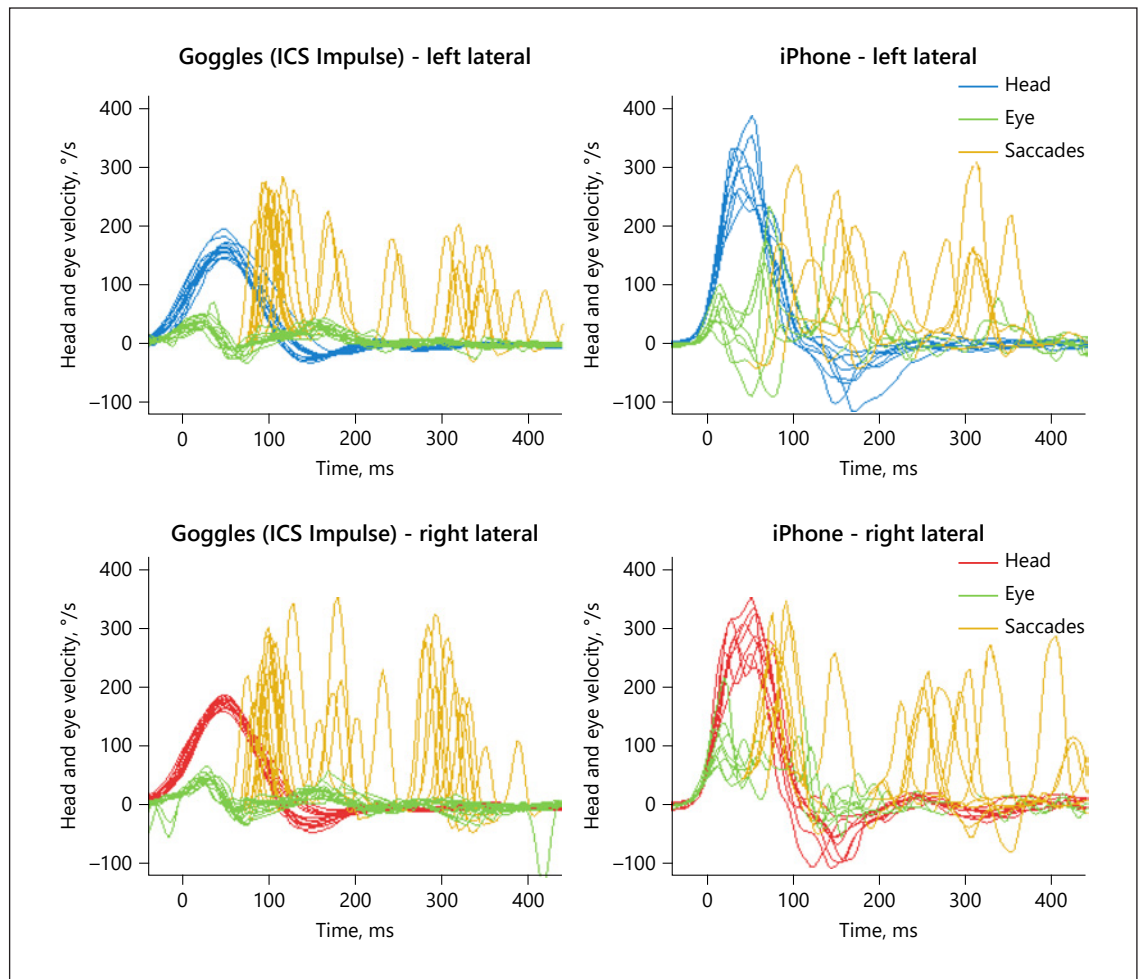 Goggles (ICS Impulse) - left lateral
Head and eye velocity, °/s
400
300
200
100
0
–100
0 100 200 300 400
Time, ms
iPhone - left lateral
Head
Eye
Saccades
Head and eye velocity, °/s
400
300
200
100
0
–100
0 100 200 300 400
Time, ms
Goggles (ICS Impulse) - right lateral
Head and eye velocity, °/s
400
300
200
100
0
–100
0 100 200 300 400
Time, ms
iPhone - right lateral
Head
Eye
Saccades
Head and eye velocity, °/s
400
300
200
100
0
–100
0 100 200 300 400
Time, ms